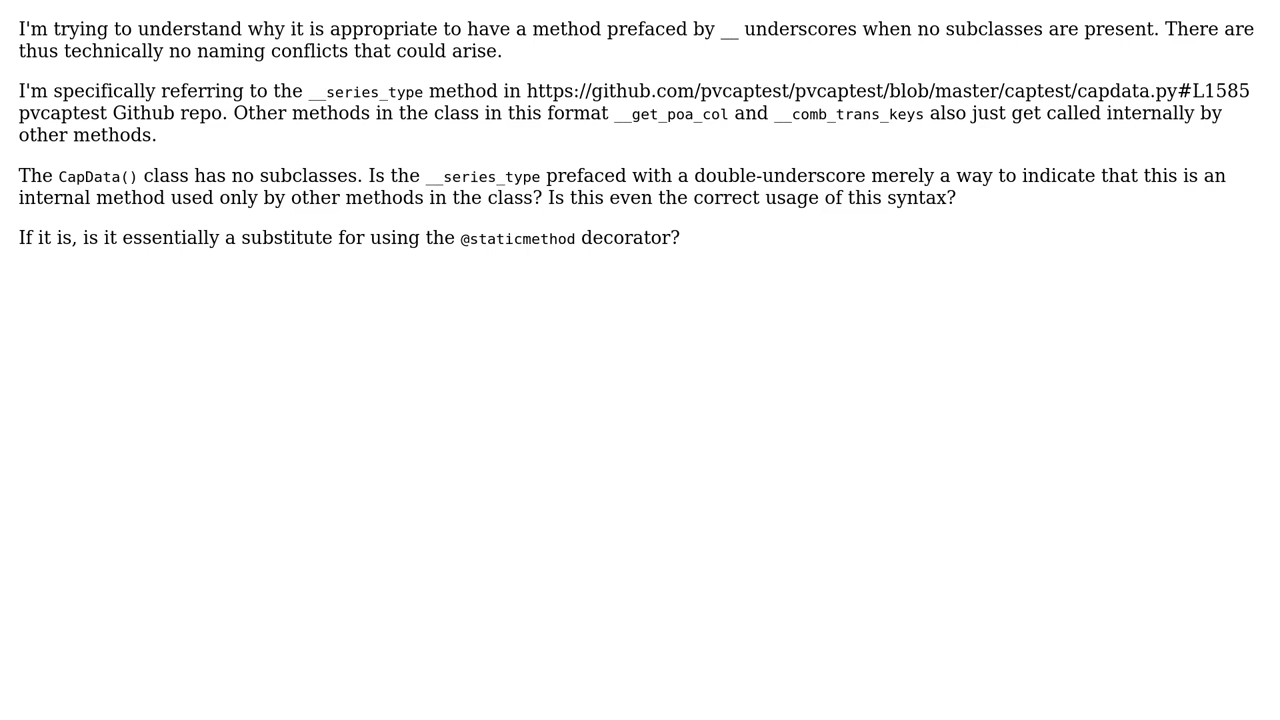 I'm trying to understand why it is appropriate to have a method prefaced by __ underscores when no subclasses are present. There are
thus technically no naming conflicts that could arise.
I'm specifically referring to the __series_type method in https://github.com/pvcaptest/pvcaptest/blob/master/captest/capdata.py#L1585
pvcaptest Github repo. Other methods in the class in this format __get_poa_col and __comb_trans_keys also just get called internally by
other methods.
The CapData() class has no subclasses. Is the __series_type prefaced with a double-underscore merely a way to indicate that this is an
internal method used only by other methods in the class? Is this even the correct usage of this syntax?
If it is, is it essentially a substitute for using the @staticmethod decorator?